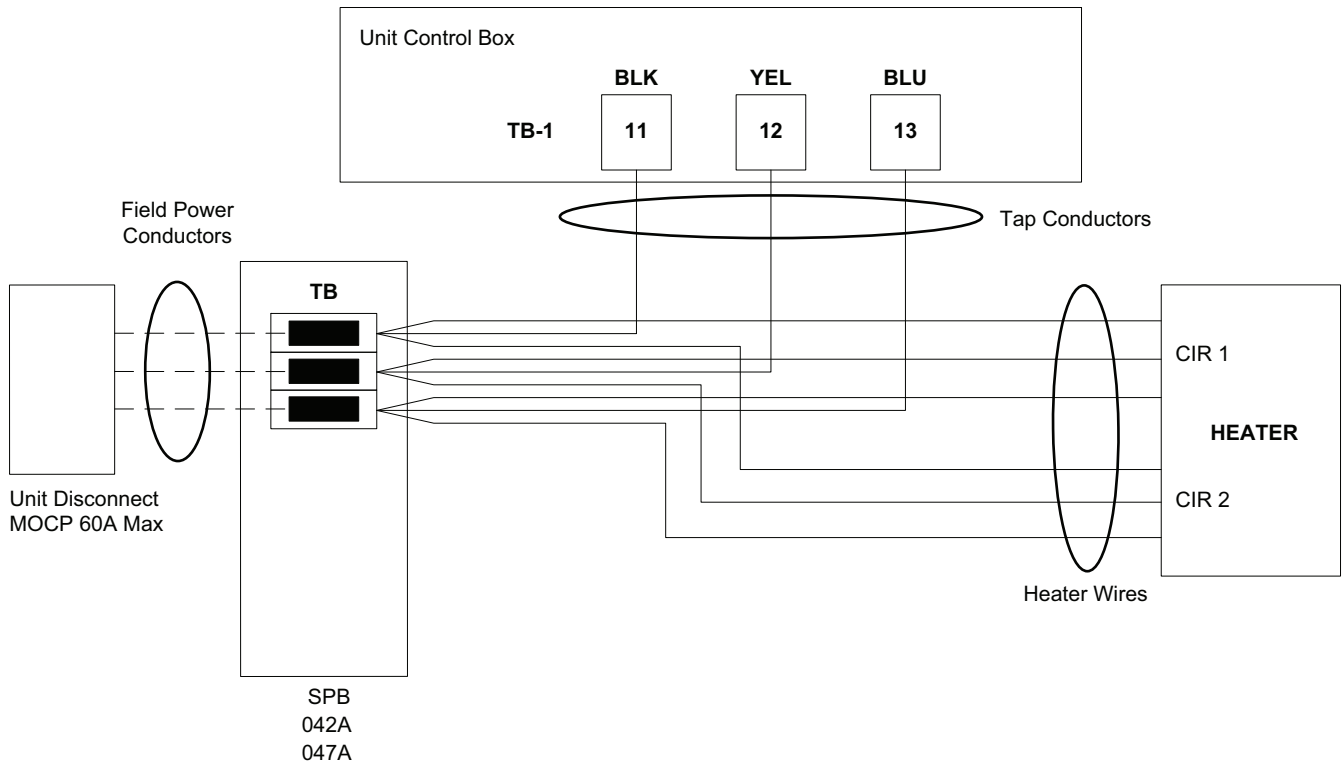 Unit Control Box
BLK YEL BLU
TB-1 11 12 13
Field Power
Conductors
Tap Conductors
TB
CIR 1
HEATER
CIR 2
Unit Disconnect
MOCP 60A Max
Heater Wires
SPB
042A
047A